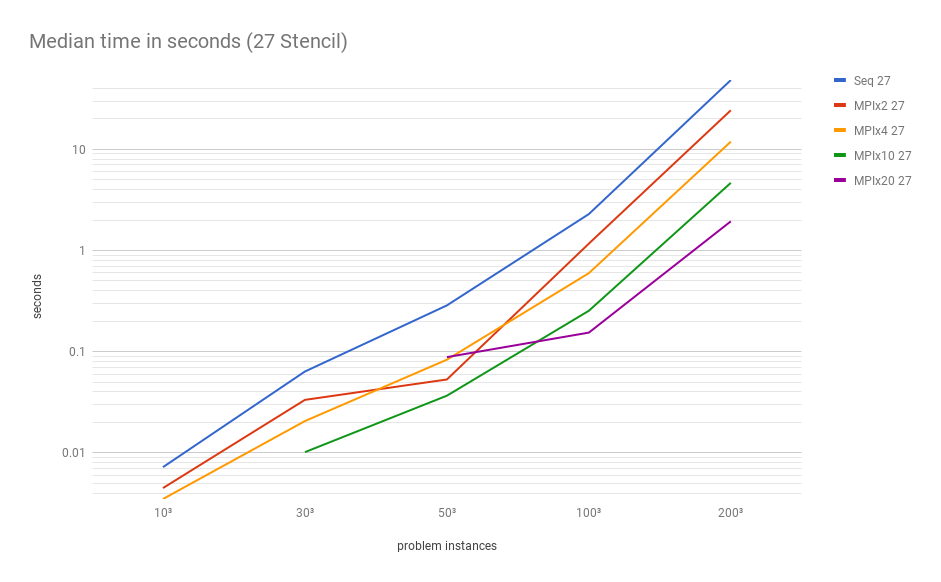 Median time in seconds (27 Stencil)
Seq 27
MPIx2 27
MPIx4 27
MPIx10 27
MPIx20 27
10
1
0.1
0.01
seconds
10³
30³
50³
100³
200³
problem instances